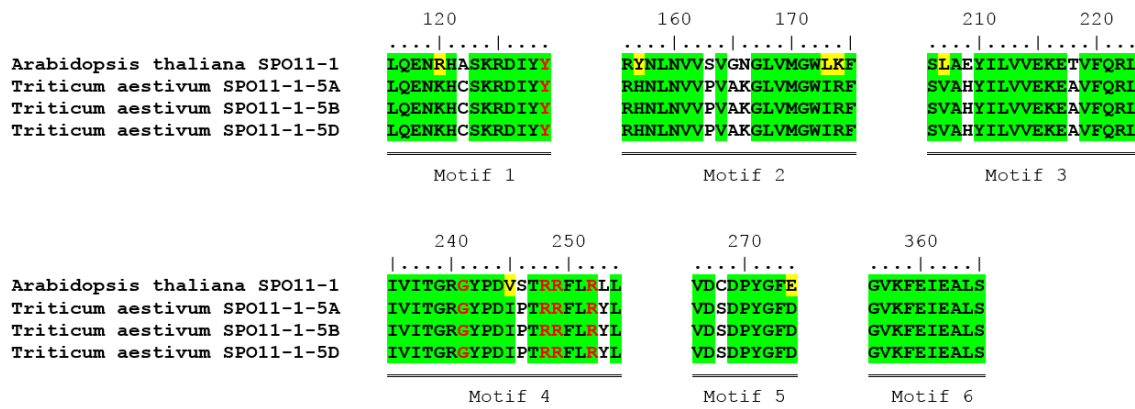 120 160 170 210 220
Arabidopsis thaliana SPO11-1 LQENRHASKRDIYY RYNLNVVSVGNGLVMGWLKF SLAEYILVVEKETVFQRL
Triticum aestivum SPO11-1-5A LQENKHCSKRDIYY RHNLNVVPVAKGLVMGWIRF SVAHYILVVEKEAVFQRL
Triticum aestivum SPO11-1-5B LQENKHCSKRDIYY RHNLNVVPVAKGLVMGWIRF SVAHYILVVEKEAVFQRL
Triticum aestivum SPO11-1-5D LQENKHCSKRDIYY RHNLNVVPVAKGLVMGWIRF SVAHYILVVEKEAVFQRL
Motif 1 Motif 2 Motif 3
240 250 270 360
Arabidopsis thaliana SPO11-1 IVITGRGYPDVSTRRFLRLL VDCDPYGFE GVKFEIEALS
Triticum aestivum SPO11-1-5A IVITGRGYPDIPTRRFLRYL VDSDPYGFD GVKFEIEALS
Triticum aestivum SPO11-1-5B IVITGRGYPDIPTRRFLRYL VDSDPYGFD GVKFEIEALS
Triticum aestivum SPO11-1-5D IVITGRGYPDIPTRRFLRYL VDSDPYGFD GVKFEIEALS
Motif 4 Motif 5 Motif 6